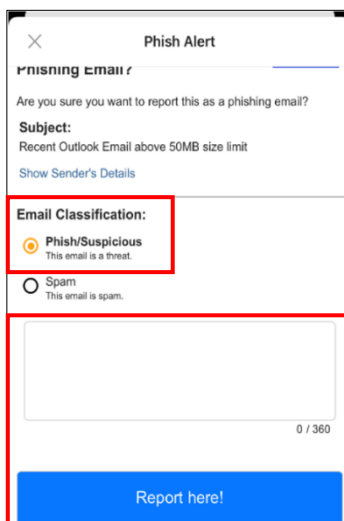 Phish Alert
Phishing Email?
Are you sure you want to report this as a phishing email?
Subject:
Recent Outlook Email above 50MB size limit
Show Sender's Details
Email Classification:
Phish/Suspicious
This email is a threat.
Spam
This email is spam.
0 / 360
Report here!